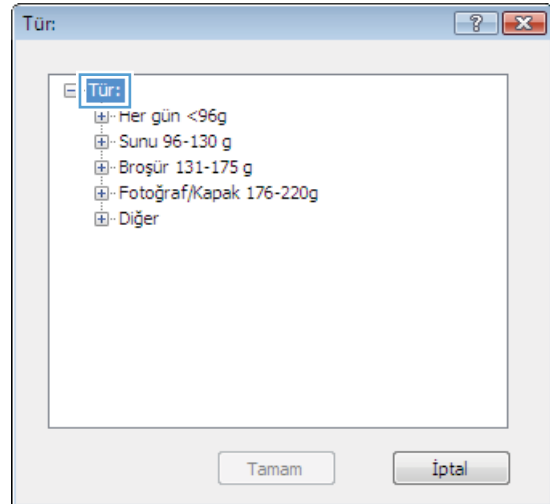 Tür:
Tür:
Her gün <96g
Sunu 96-130 g
Broşür 131-175 g
Fotoğraf/Kapak 176-220g
Diğer
Tamam
İptal